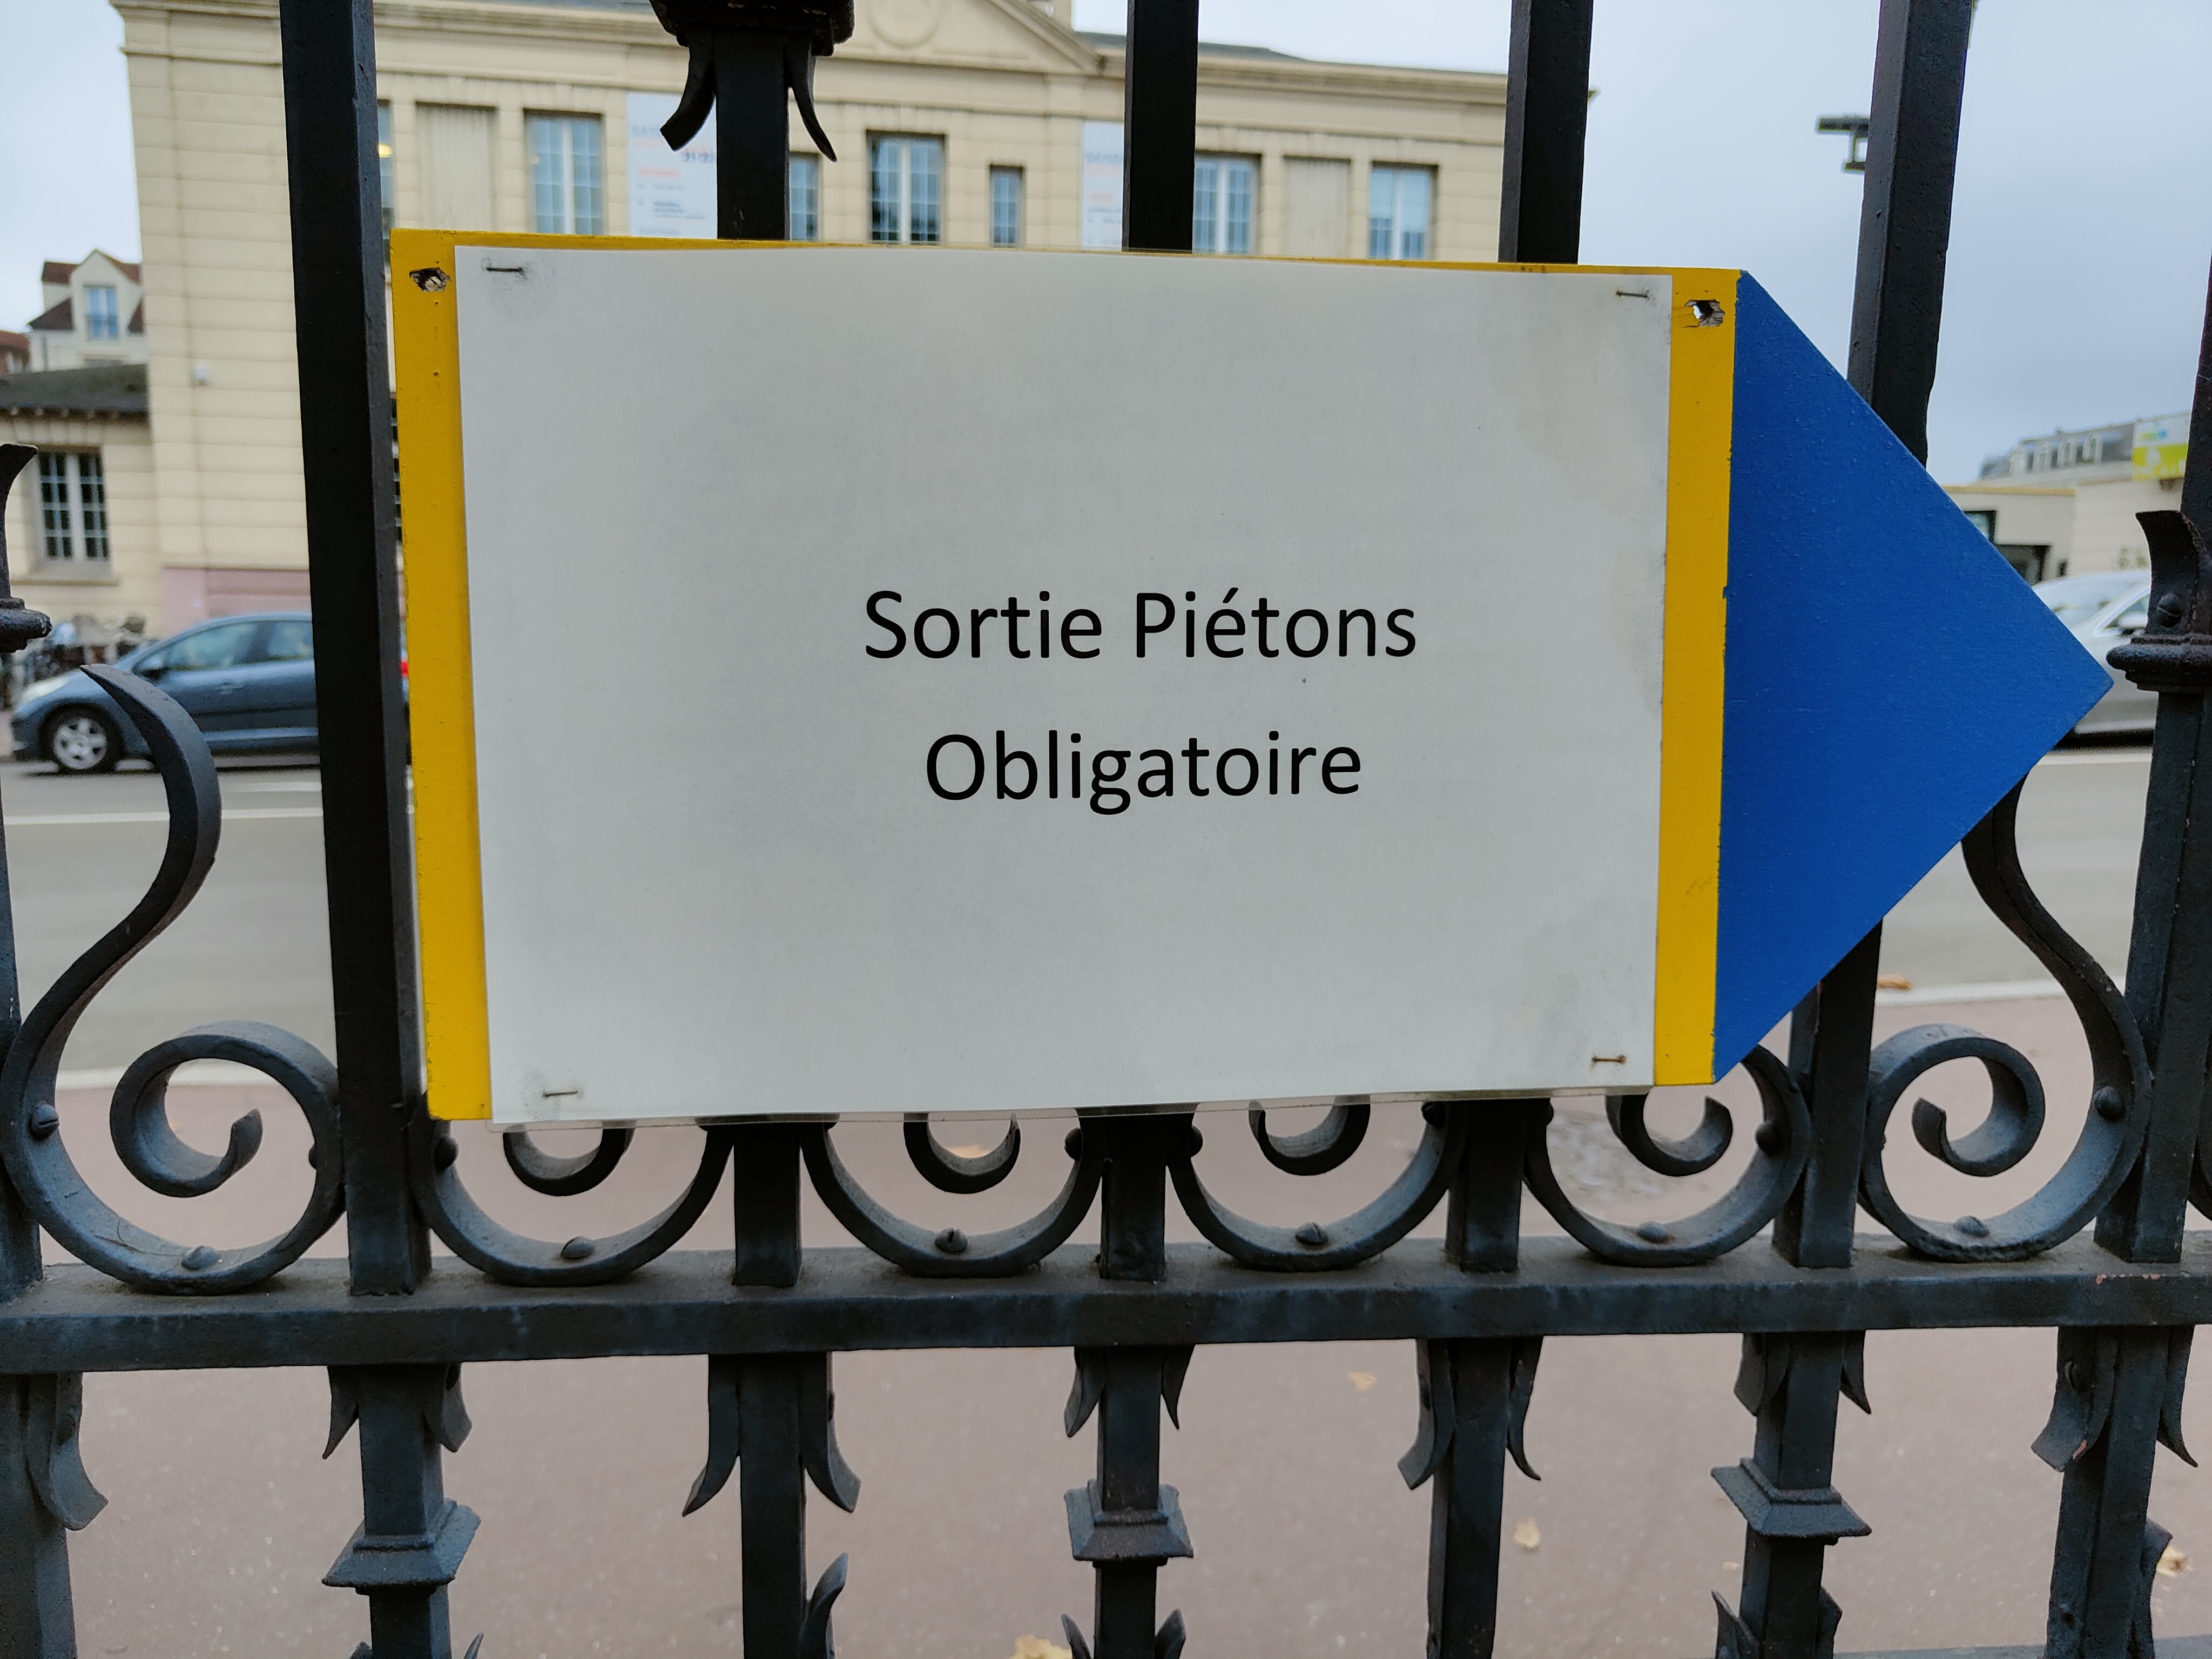 Sortie Piétons
Obligatoire